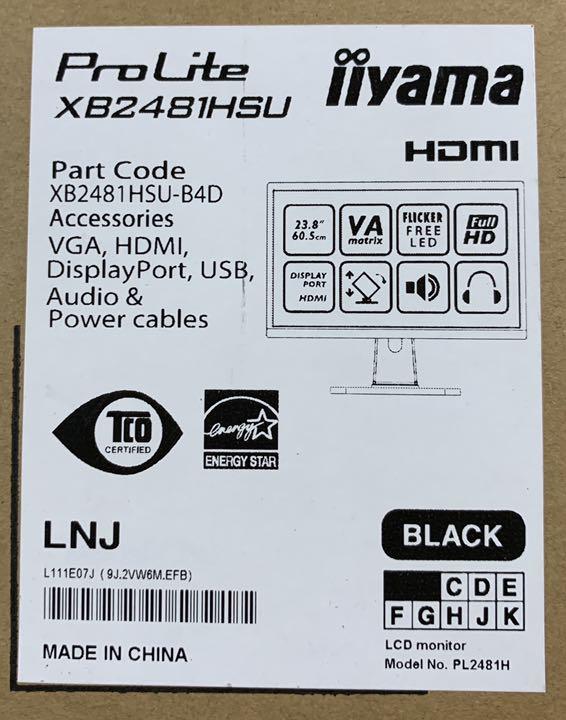 ProLite
XB2481HSU
iiyama
HDMI
Part Code
XB2481HSU-B4D
Accessories
VGA, HDMI,
DisplayPort, USB,
Audio &
Power cables
23.8"
60.5cm
VA
matrix
FLICKER
FREE
LED
Full
HD
DISPLAY
PORT
HDMI
TCO
CERTIFIED
energy
ENERGY STAR
LNJ
L111E07J ( 9J.2VW6M.EFB)
MADE IN CHINA
BLACK
C D E
F G H J K
LCD monitor
Model No. PL2481H